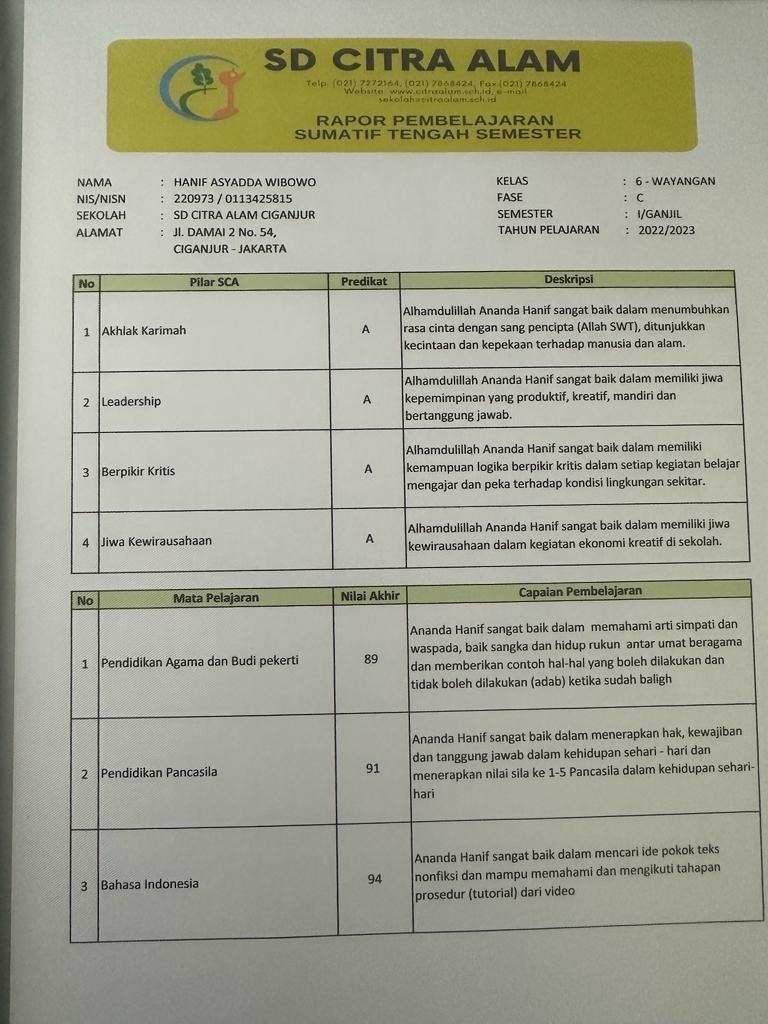 SD CITRA ALAM
Telp. (021) 7272164, (021) 7868424, Fax.(021) 7868424
Website: www.citraalam.sch.id, e-mail
sekolah@citraalam.sch.id
RAPOR PEMBELAJARAN
SUMATIF TENGAH SEMESTER
NAMA : HANIF ASYADDA WIBOWO
NIS/NISN : 220973 / 0113425815
SEKOLAH : SD CITRA ALAM CIGANJUR
ALAMAT : Jl. DAMAI 2 No. 54,
CIGANJUR - JAKARTA
KELAS : 6 - WAYANGAN
FASE : C
SEMESTER : I/GANJIL
TAHUN PELAJARAN : 2022/2023
No Pilar SCA Predikat Deskripsi
1 Akhlak Karimah A
Alhamdulillah Ananda Hanif sangat baik dalam menumbuhkan
rasa cinta dengan sang pencipta (Allah SWT), ditunjukkan
kecintaan dan kepekaan terhadap manusia dan alam.
2 Leadership A
Alhamdulillah Ananda Hanif sangat baik dalam memiliki jiwa
kepemimpinan yang produktif, kreatif, mandiri dan
bertanggung jawab.
3 Berpikir Kritis A
Alhamdulillah Ananda Hanif sangat baik dalam memiliki
kemampuan logika berpikir kritis dalam setiap kegiatan belajar
mengajar dan peka terhadap kondisi lingkungan sekitar.
4 Jiwa Kewirausahaan A
Alhamdulillah Ananda Hanif sangat baik dalam memiliki jiwa
kewirausahaan dalam kegiatan ekonomi kreatif di sekolah.
No Mata Pelajaran Nilai Akhir Capaian Pembelajaran
1 Pendidikan Agama dan Budi pekerti 89
Ananda Hanif sangat baik dalam memahami arti simpati dan
waspada, baik sangka dan hidup rukun antar umat beragama
dan memberikan contoh hal-hal yang boleh dilakukan dan
tidak boleh dilakukan (adab) ketika sudah baligh
2 Pendidikan Pancasila 91
Ananda Hanif sangat baik dalam menerapkan hak, kewajiban
dan tanggung jawab dalam kehidupan sehari - hari dan
menerapkan nilai sila ke 1-5 Pancasila dalam kehidupan sehari-
hari
3 Bahasa Indonesia 94
Ananda Hanif sangat baik dalam mencari ide pokok teks
nonfiksi dan mampu memahami dan mengikuti tahapan
prosedur (tutorial) dari video